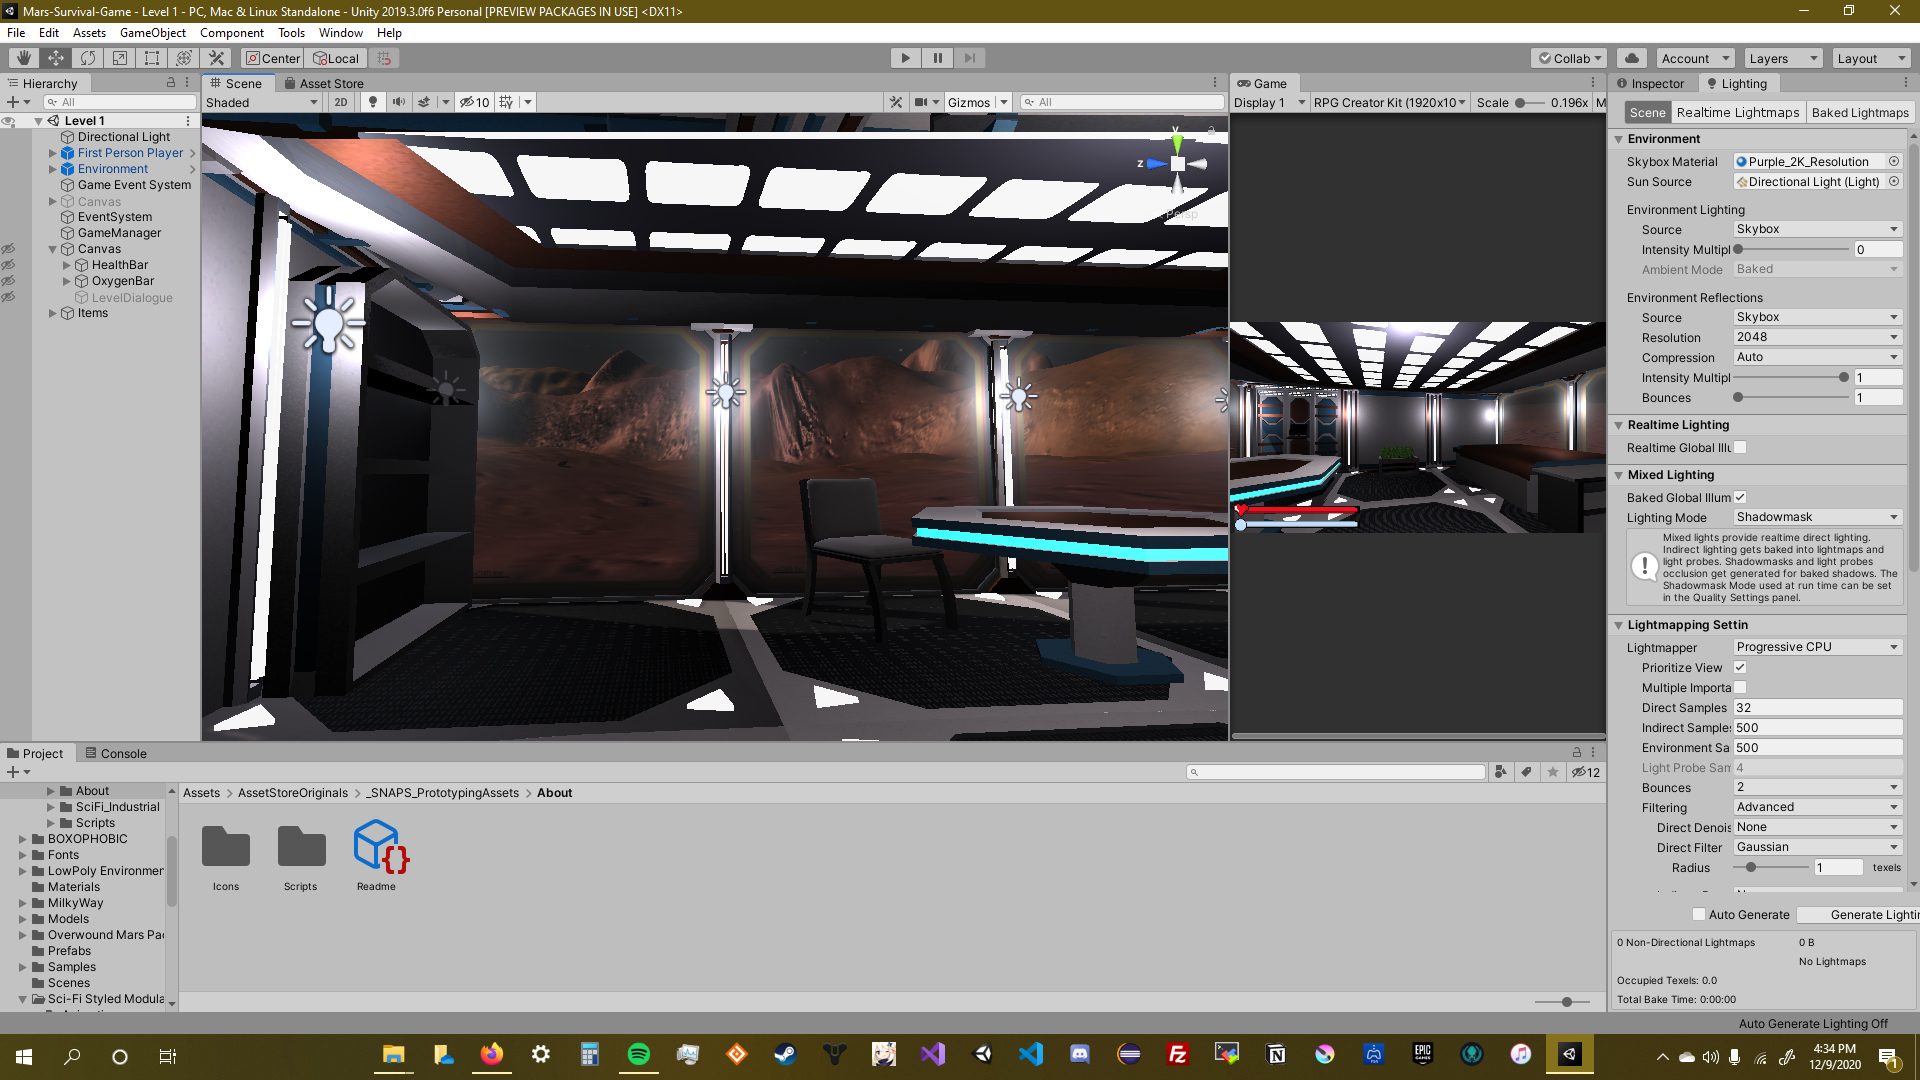 Mars-Survival-Game - Level 1 - PC, Mac & Linux Standalone - Unity 2019.3.0f6 Personal [PREVIEW PACKAGES IN USE] <DX11>
File Edit Assets GameObject Component Tools Window Help
Center Local Collab Account Layers Layout
Hierarchy
All
Level 1
Directional Light
First Person Player
Environment
Game Event System
Canvas
EventSystem
GameManager
Canvas
HealthBar
OxygenBar
LevelDialogue
Items
Scene Asset Store
Shaded 2D 10 Gizmos All
y
z
Persp
Game
Display 1 RPG Creator Kit (1920x10 Scale 0.196x M
Inspector Lighting
Scene Realtime Lightmaps Baked Lightmaps
Environment
Skybox Material Purple_2K_Resolution
Sun Source Directional Light (Light)
Environment Lighting
Source Skybox
Intensity Multipl 0
Ambient Mode Baked
Environment Reflections
Source Skybox
Resolution 2048
Compression Auto
Intensity Multipl 1
Bounces 1
Realtime Lighting
Realtime Global Illu
Mixed Lighting
Baked Global Illum
Lighting Mode Shadowmask
Mixed lights provide realtime direct lighting.
Indirect lighting gets baked into lightmaps and
light probes. Shadowmasks and light probes
occlusion get generated for baked shadows. The
Shadowmask Mode used at run time can be set
in the Quality Settings panel.
Lightmapping Settin
Lightmapper Progressive CPU
Prioritize View
Multiple Importa
Direct Samples 32
Indirect Samples 500
Environment Sa 500
Light Probe Sam 4
Bounces 2
Filtering Advanced
Direct Denois None
Direct Filter Gaussian
Radius 1 texels
Auto Generate Generate Lightin
0 Non-Directional Lightmaps 0 B
No Lightmaps
Occupied Texels: 0.0
Total Bake Time: 0:00:00
Auto Generate Lighting Off
Project Console
12
About
SciFi_Industrial
Scripts
BOXOPHOBIC
Fonts
LowPoly Environmen
Materials
MilkyWay
Models
Overwound Mars Pac
Prefabs
Samples
Scenes
Sci-Fi Styled Modula
Assets > AssetStoreOriginals > _SNAPS_PrototypingAssets > About
Icons Scripts Readme
4:34 PM
12/9/2020
1